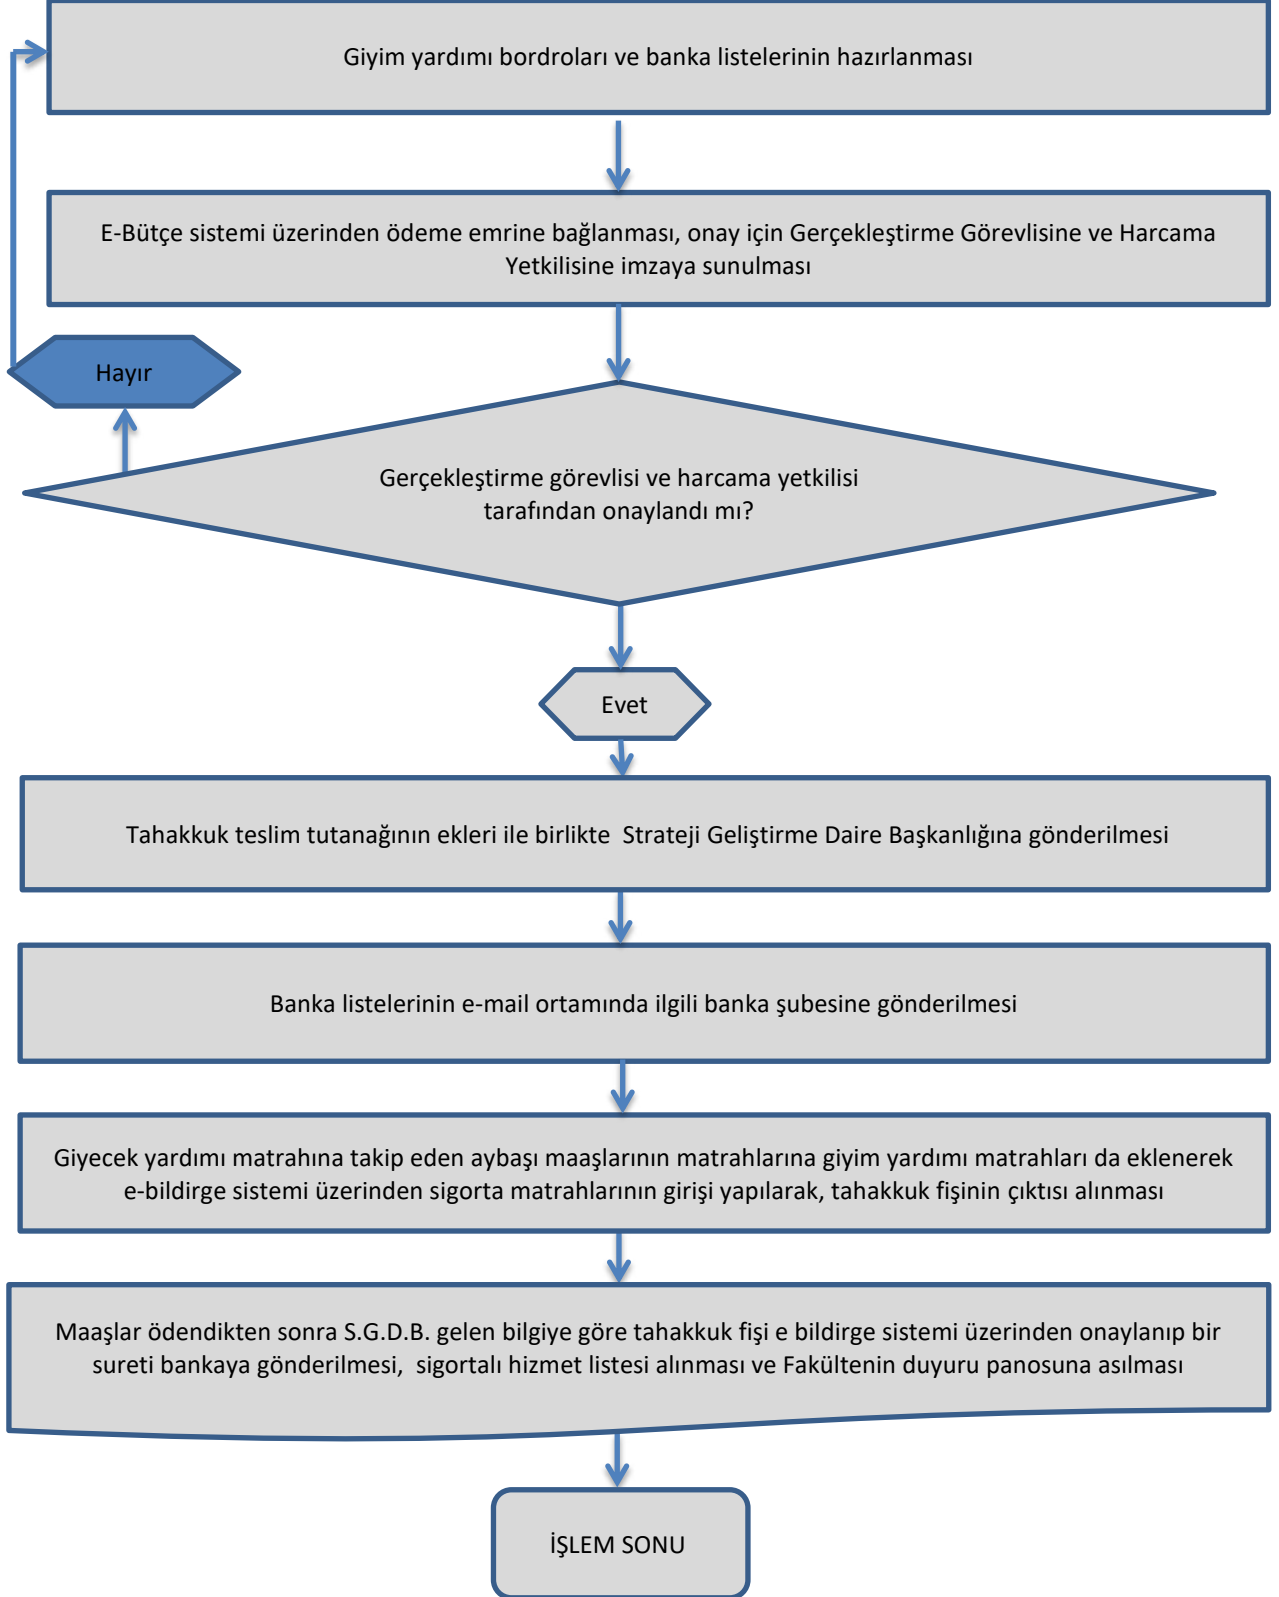 Giyim yardımı bordroları ve banka listelerinin hazırlanması
E-Bütçe sistemi üzerinden ödeme emrine bağlanması, onay için Gerçekleştirme Görevlisine ve Harcama
Yetkilisine imzaya sunulması
Hayır
Gerçekleştirme görevlisi ve harcama yetkilisi
tarafından onaylandı mı?
Evet
Tahakkuk teslim tutanağının ekleri ile birlikte  Strateji Geliştirme Daire Başkanlığına gönderilmesi
Banka listelerinin e-mail ortamında ilgili banka şubesine gönderilmesi
Giyecek yardımı matrahına takip eden aybaşı maaşlarının matrahlarına giyim yardımı matrahları da eklenerek
e-bildirge sistemi üzerinden sigorta matrahlarının girişi yapılarak, tahakkuk fişinin çıktısı alınması
Maaşlar ödendikten sonra S.G.D.B. gelen bilgiye göre tahakkuk fişi e bildirge sistemi üzerinden onaylanıp bir
sureti bankaya gönderilmesi,  sigortalı hizmet listesi alınması ve Fakültenin duyuru panosuna asılması
İŞLEM SONU